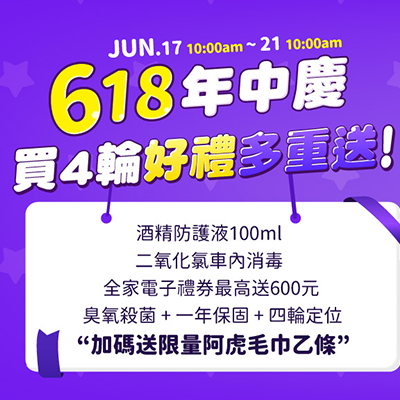 JUN.17 10:00am ~ 21 10:00am
618年中慶
買4輪好禮多重送!
酒精防護液100ml
二氧化氯車內消毒
全家電子禮券最高送600元
臭氧殺菌 + 一年保固 + 四輪定位
“加碼送限量阿虎毛巾乙條”